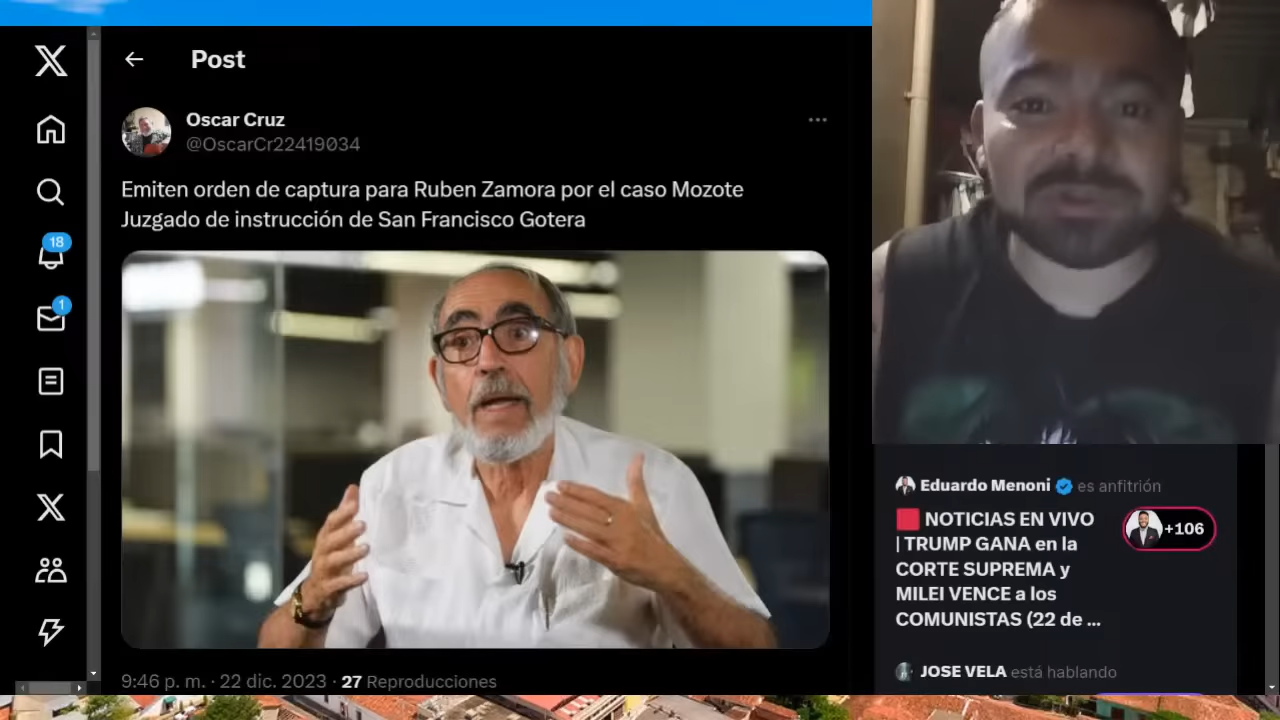 Post
Oscar Cruz
@OscarCr22419034
Emiten orden de captura para Ruben Zamora por el caso Mozote
Juzgado de instrucción de San Francisco Gotera
18
1
9:46 p. m. · 22 dic. 2023 · 27 Reproducciones
Eduardo Menoni es anfitrión
NOTICIAS EN VIVO
| TRUMP GANA en la
CORTE SUPREMA y
MILEI VENCE a los
COMUNISTAS (22 de ...
+106
JOSE VELA está hablando